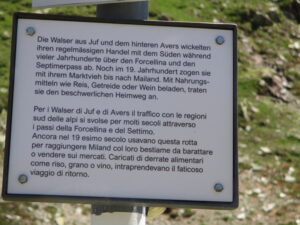 Die Walser aus Juf und dem hinteren Avers wickelten
ihren regelmässigen Handel mit dem Süden während
vieler Jahrhunderte über den Forcellina und den
Septimerpass ab. Noch im 19. Jahrhundert zogen sie
mit ihrem Marktvieh bis nach Mailand. Mit Nahrungs-
mitteln wie Reis, Getreide oder Wein beladen, traten
sie den beschwerlichen Heimweg an.
Per i Walser di Juf e di Avers il traffico con le regioni
sud delle alpi si svolse per molti secoli attraverso
i passi della Forcellina e del Settimo.
Ancora nel 19 esimo secolo usavano questa rotta
per raggiungere Miland col loro bestiame da barattare
o vendere sui mercati. Caricati di derrate alimentari
come riso, grano o vino, intraprendevano il faticoso
viaggio di ritorno.